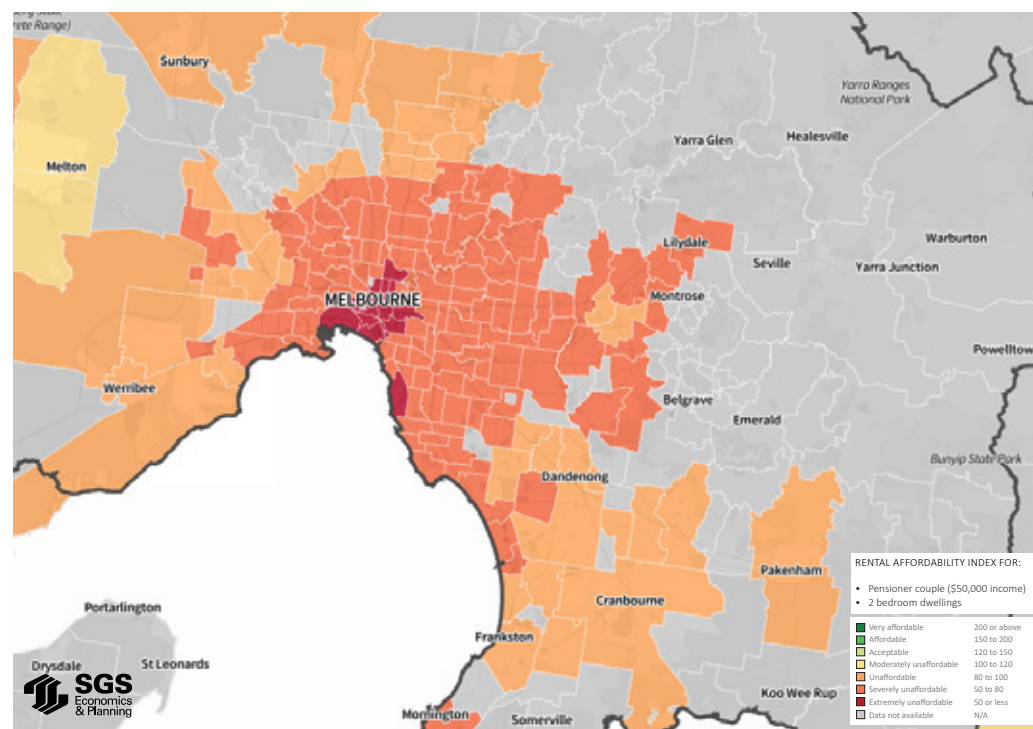 rete Range)
Sunbury
Yarra Ranges
National Park
Yarra Glen
Healesville
Melton
Lilydale
Warburton
Seville
Yarra Junction
Montrose
MELBOURNE
Powelltow
Werribee
Belgrave
Emerald
Bunyip State Park
Dandenong
RENTAL AFFORDABILITY INDEX FOR:
• Pensioner couple ($50,000 income)
• 2 bedroom dwellings
Pakenham
Cranbourne
Portarlington
Very affordable 200 or above
Affordable 150 to 200
Acceptable 120 to 150
Moderately unaffordable 100 to 120
Unaffordable 80 to 100
Severely unaffordable 50 to 80
Extremely unaffordable 50 or less
Data not available N/A
Frankston
Drysdale
St Leonards
SGS
Economics
& Planning
Koo Wee Rup
Mornington
Somerville